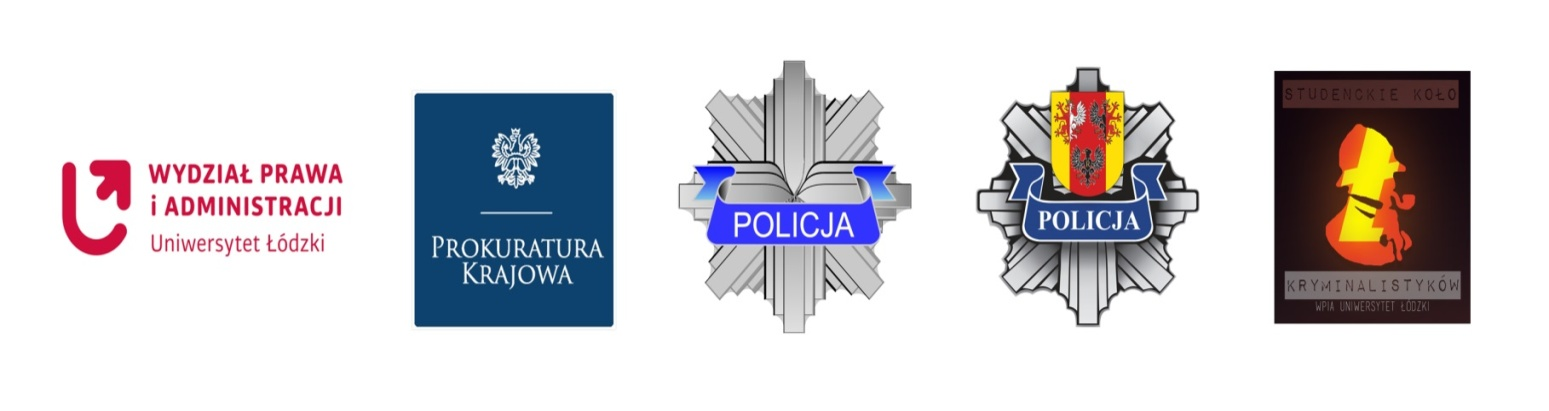 WYDZIAŁ PRAWA
i ADMINISTRACJI
Uniwersytet Łódzki
PROKURATURA
KRAJOWA
POLICJA
POLICJA
STUDENCKIE KOŁO
KRYMINALISTYKÓW
WPIA UNIWERSYTET ŁÓDZKI